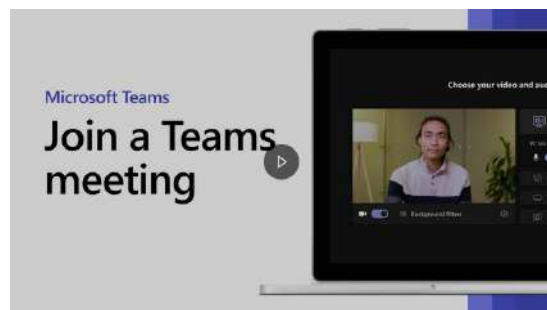 Microsoft Teams
Join a Teams
meeting
Choose your video and au
Background filters